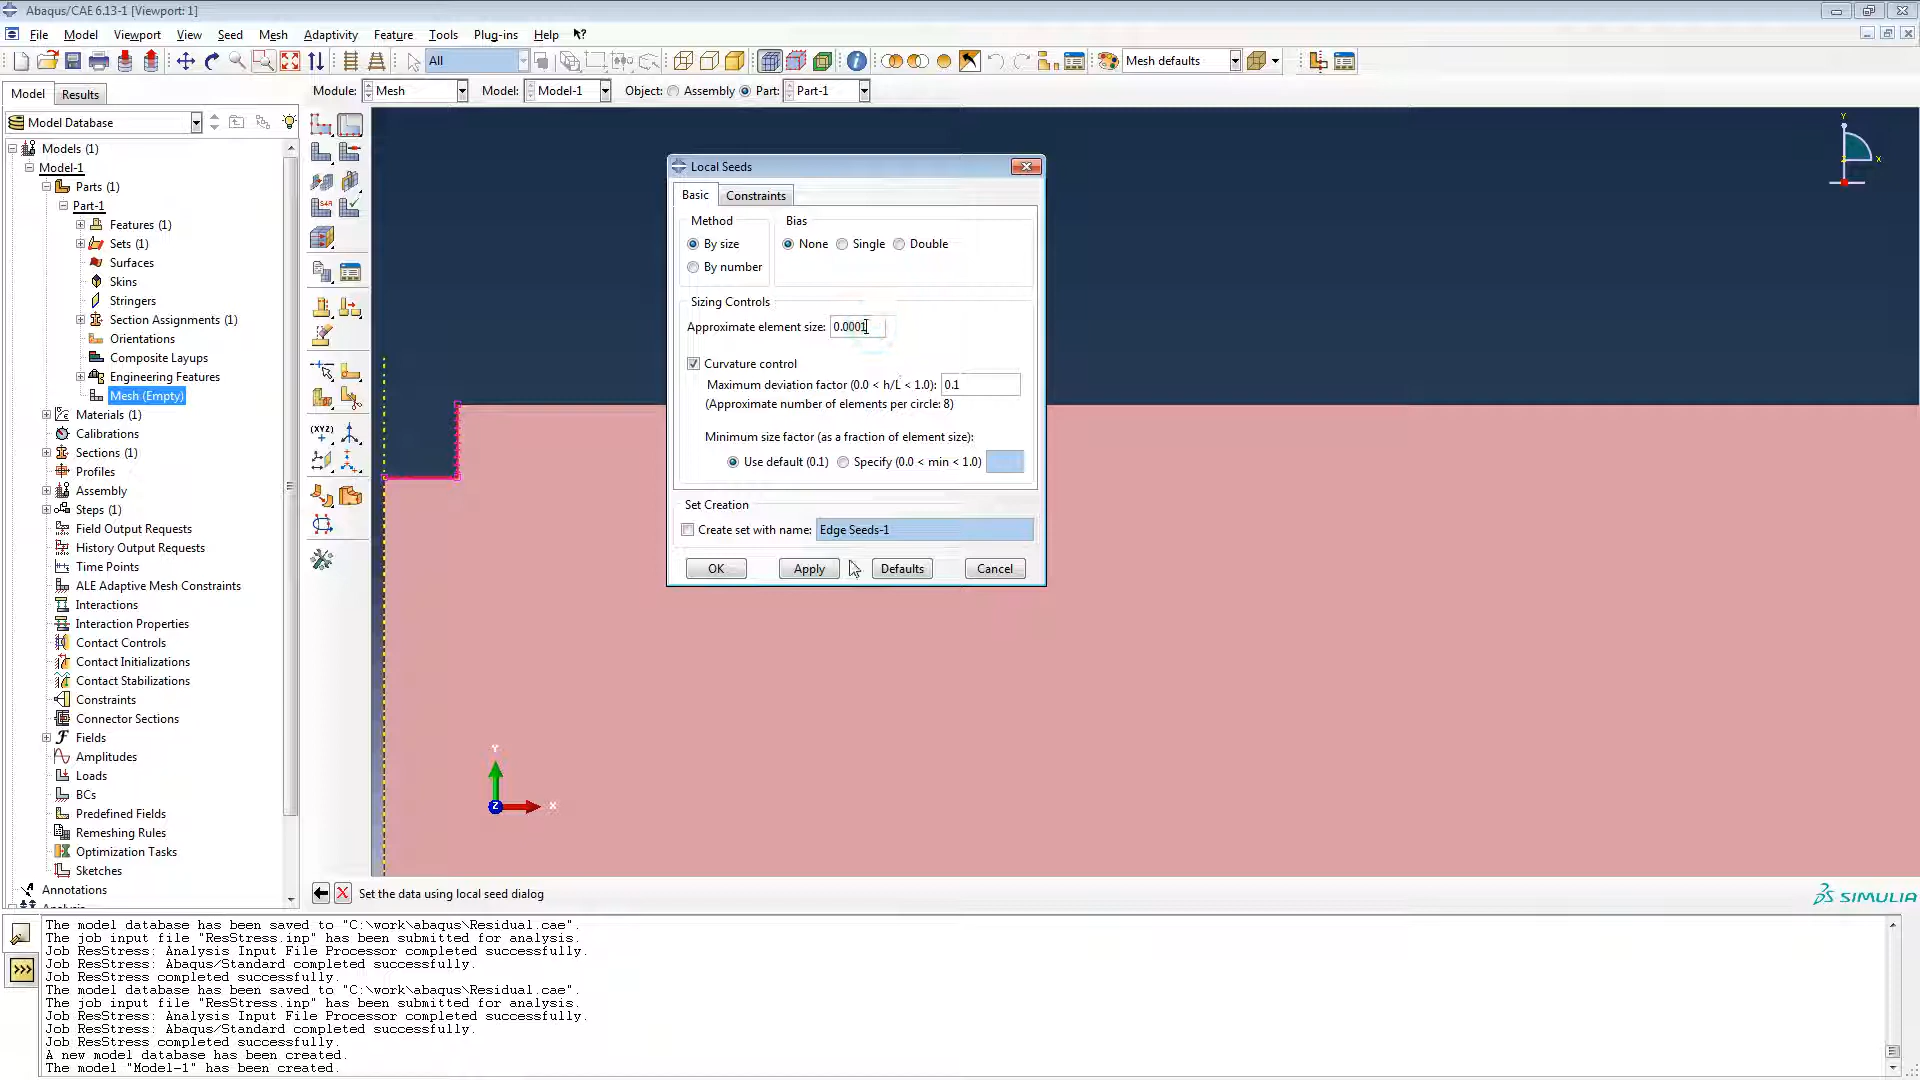 Abaqus/CAE 6.13-1 [Viewport: 1]
File Model Viewport View Seed Mesh Adaptivity Feature Tools Plug-ins Help
All
Mesh defaults
Model Results
Module: Mesh Model: Model-1 Object: Assembly Part: Part-1
Model Database
Models (1)
Model-1
Parts (1)
Part-1
Features (1)
Sets (1)
Surfaces
Skins
Stringers
Section Assignments (1)
Orientations
Composite Layups
Engineering Features
Mesh (Empty)
Materials (1)
Calibrations
Sections (1)
Profiles
Assembly
Steps (1)
Field Output Requests
History Output Requests
Time Points
ALE Adaptive Mesh Constraints
Interactions
Interaction Properties
Contact Controls
Contact Initializations
Contact Stabilizations
Constraints
Connector Sections
Fields
Amplitudes
Loads
BCs
Predefined Fields
Remeshing Rules
Optimization Tasks
Sketches
Annotations
Local Seeds
Basic Constraints
Method
By size
By number
Bias
None Single Double
Sizing Controls
Approximate element size: 0.0001
Curvature control
Maximum deviation factor (0.0 < h/L < 1.0): 0.1
(Approximate number of elements per circle: 8)
Minimum size factor (as a fraction of element size):
Use default (0.1) Specify (0.0 < min < 1.0)
Set Creation
Create set with name: Edge Seeds-1
OK Apply Defaults Cancel
Y
X
Y
X
Z
Set the data using local seed dialog
SIMULIA
The model database has been saved to "C:\work\abaqus\Residual.cae".
The job input file "ResStress.inp" has been submitted for analysis.
Job ResStress: Analysis Input File Processor completed successfully.
Job ResStress: Abaqus/Standard completed successfully.
Job ResStress completed successfully.
The model database has been saved to "C:\work\abaqus\Residual.cae".
The job input file "ResStress.inp" has been submitted for analysis.
Job ResStress: Analysis Input File Processor completed successfully.
Job ResStress: Abaqus/Standard completed successfully.
Job ResStress completed successfully.
A new model database has been created.
The model "Model-1" has been created.